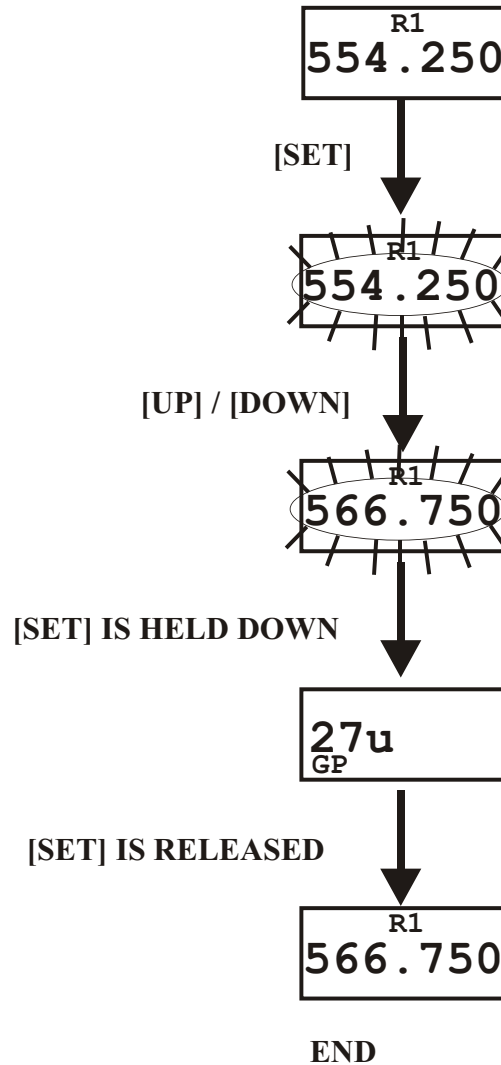 R1
554.250
[SET]
R1
554.250
[UP] / [DOWN]
R1
566.750
[SET] IS HELD DOWN
27u
GP
[SET] IS RELEASED
R1
566.750
END